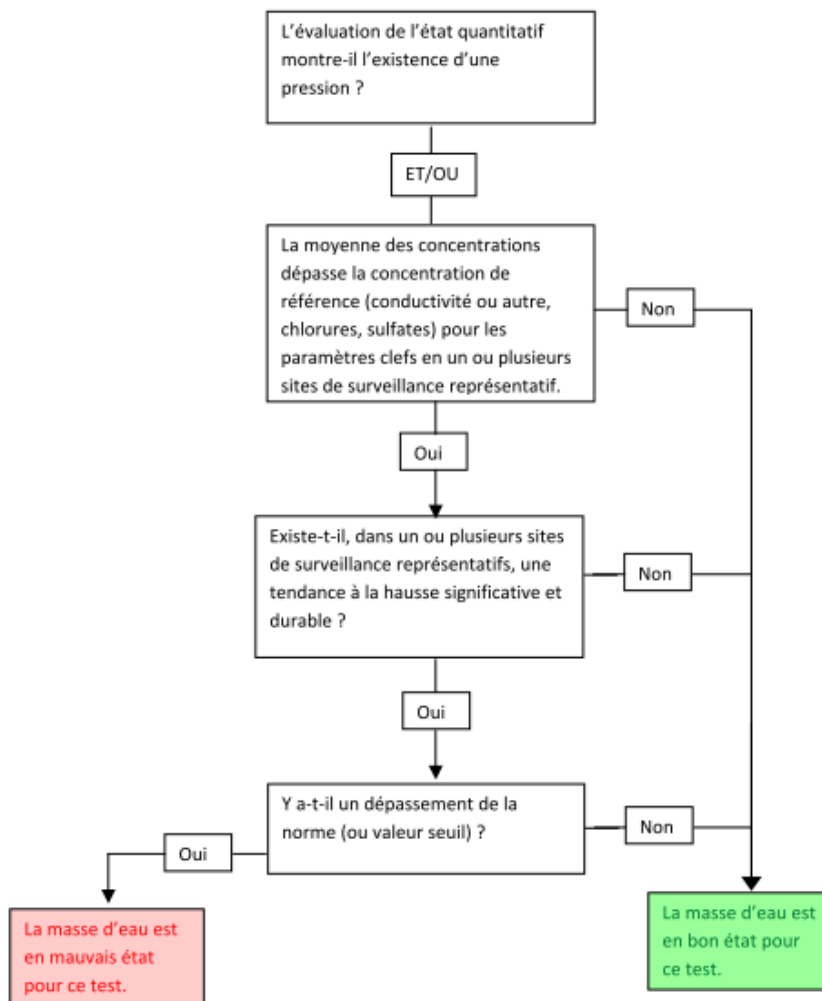 L'évaluation de l'état quantitatif
montre-il l'existence d'une
pression ?
ET/OU
La moyenne des concentrations
dépasse la concentration de
référence (conductivité ou autre,
chlorures, sulfates) pour les
paramètres clefs en un ou plusieurs
sites de surveillance représentatif.
Non
Oui
Existe-t-il, dans un ou plusieurs sites
de surveillance représentatifs, une
tendance à la hausse significative et
durable ?
Non
Oui
Y a-t-il un dépassement de la
norme (ou valeur seuil) ?
Non
Oui
La masse d'eau est
en mauvais état
pour ce test.
La masse d'eau est
en bon état pour
ce test.